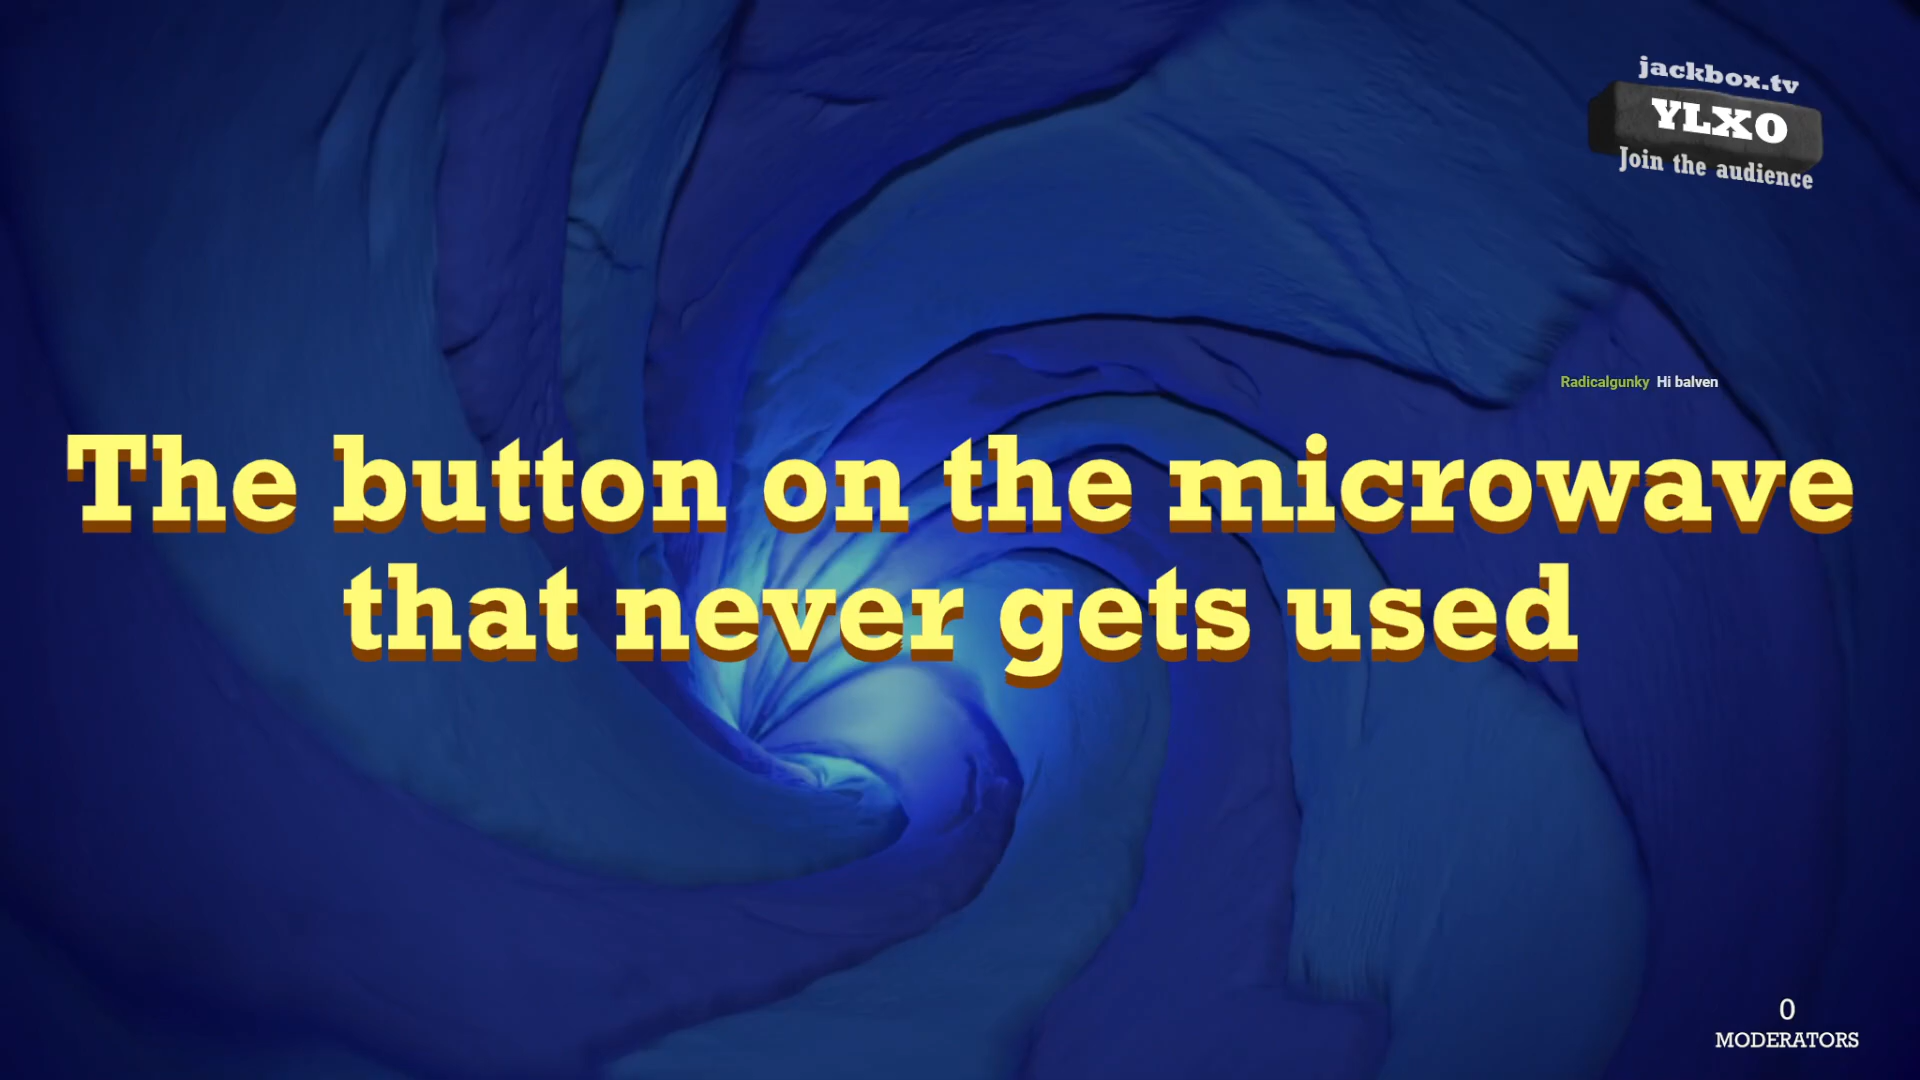 jackbox.tv
YLXO
Join the audience
Radicalgunky Hi balven
The button on the microwave
that never gets used
0
MODERATORS